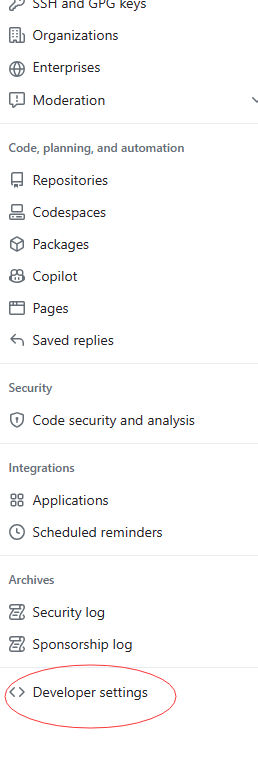 SSH and GPG keys
Organizations
Enterprises
Moderation
Code, planning, and automation
Repositories
Codespaces
Packages
Copilot
Pages
Saved replies
Security
Code security and analysis
Integrations
Applications
Scheduled reminders
Archives
Security log
Sponsorship log
Developer settings